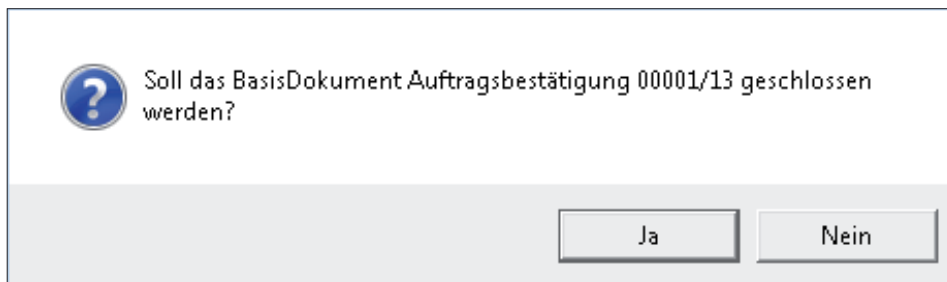 Soll das BasisDokument Auftragsbestätigung 00001/13 geschlossen
werden?
Ja
Nein